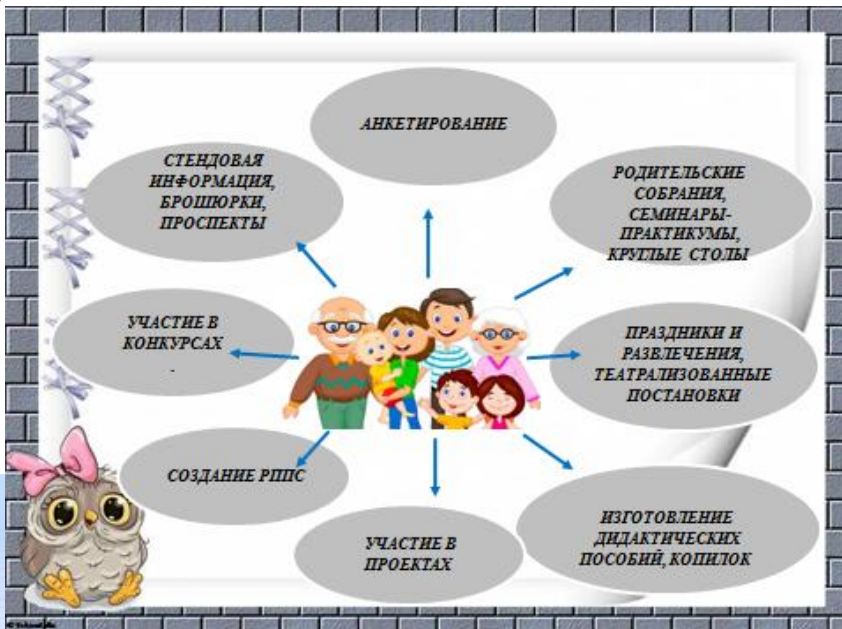 АНКЕТИРОВАНИЕ
СТЕНДОВАЯ
ИНФОРМАЦИЯ,
БРОШЮРКИ,
ПРОСПЕКТЫ
РОДИТЕЛЬСКИЕ
СОБРАНИЯ,
СЕМИНАРЫ-
ПРАКТИКУМЫ,
КРУГЛЫЕ СТОЛЫ
УЧАСТИЕ В
КОНКУРСАХ
.
ПРАЗДНИКИ И
РАЗВЛЕЧЕНИЯ,
ТЕАТРАЛИЗОВАННЫЕ
ПОСТАНОВКИ
СОЗДАНИЕ РППС
УЧАСТИЕ В
ПРОЕКТАХ
ИЗГОТОВЛЕНИЕ
ДИДАКТИЧЕСКИХ
ПОСОБИЙ, КОПИЛОК